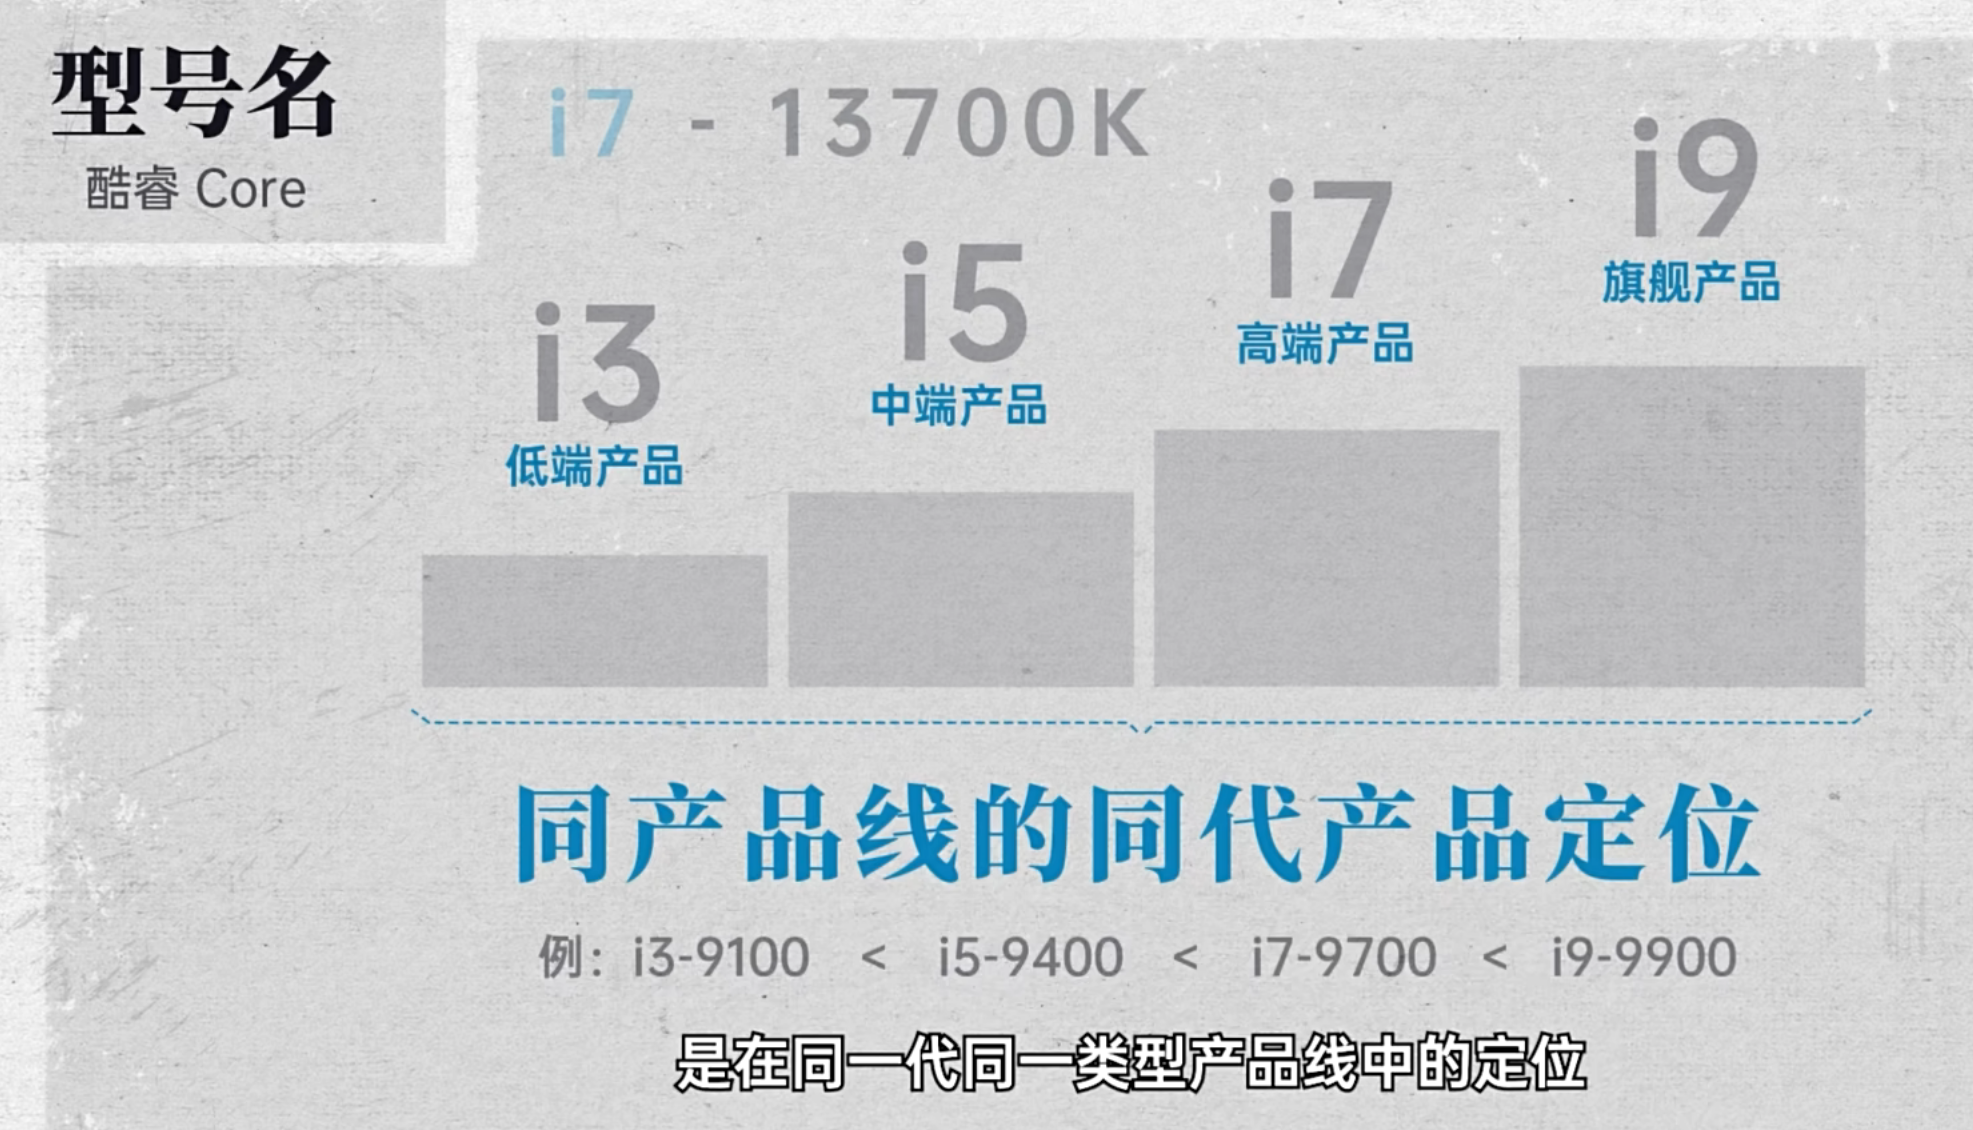 型号名
酷睿 Core
i7 - 13700K
i3
低端产品
i5
中端产品
i7
高端产品
i9
旗舰产品
同产品线的同代产品定位
例：i3-9100 < i5-9400 < i7-9700 < i9-9900
是在同一代同一类型产品线中的定位